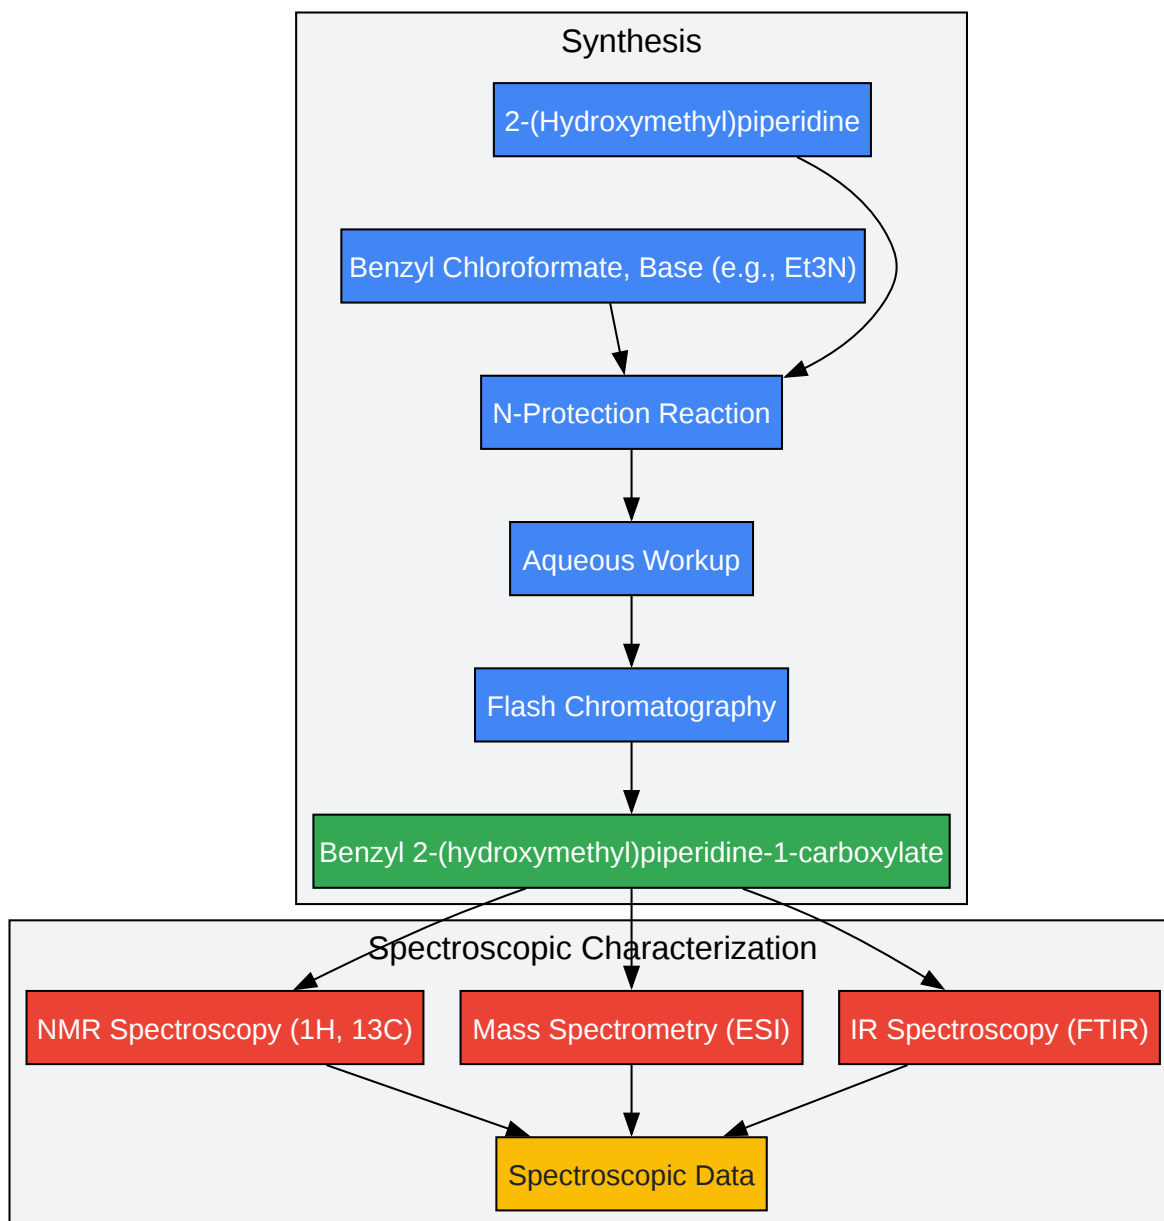 Synthesis
2-(Hydroxymethyl)piperidine
Benzyl Chloroformate, Base (e.g., Et3N)
N-Protection Reaction
Aqueous Workup
Flash Chromatography
Benzyl 2-(hydroxymethyl)piperidine-1-carboxylate
Spectroscopic Characterization
NMR Spectroscopy (1H, 13C)
Mass Spectrometry (ESI)
IR Spectroscopy (FTIR)
Spectroscopic Data